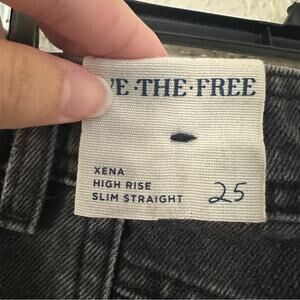 E·THE·FREE
XENA
HIGH RISE
SLIM STRAIGHT 25